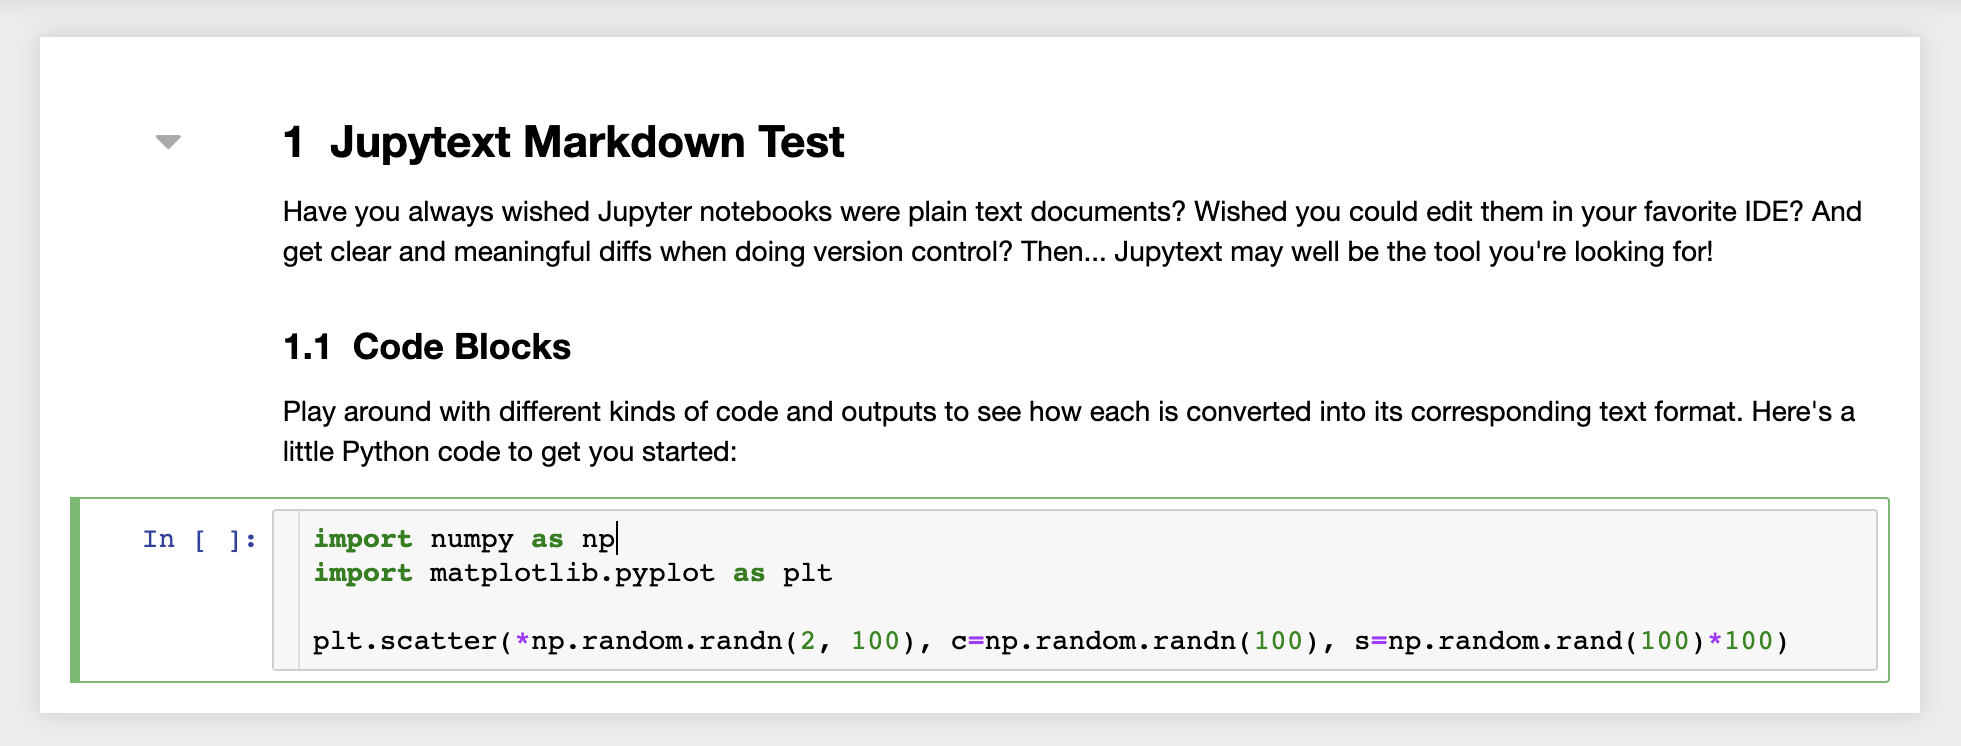 1 Jupytext Markdown Test
Have you always wished Jupyter notebooks were plain text documents? Wished you could edit them in your favorite IDE? And
get clear and meaningful diffs when doing version control? Then... Jupytext may well be the tool you're looking for!
1.1 Code Blocks
Play around with different kinds of code and outputs to see how each is converted into its corresponding text format. Here's a
little Python code to get you started:
In [ ]: import numpy as np
import matplotlib.pyplot as plt
plt.scatter(*np.random.randn(2, 100), c=np.random.randn(100), s=np.random.rand(100)*100)